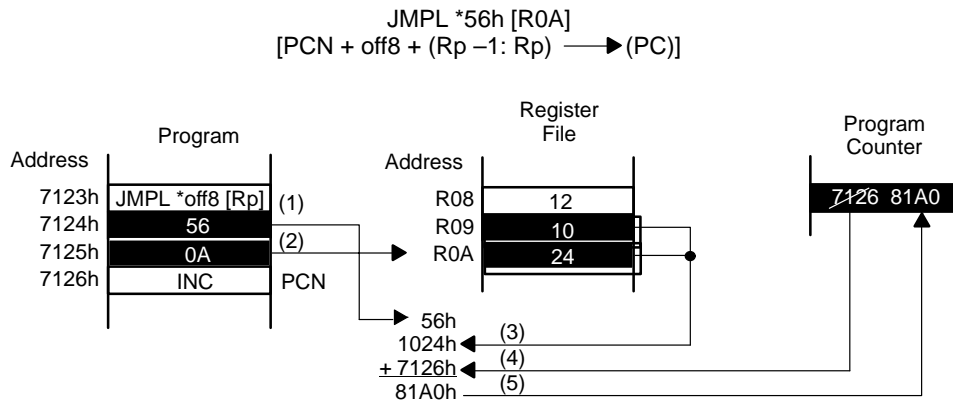 JMPL *56h [R0A]
[PCN + off8 + (Rp –1: Rp) (PC)]
Program
Register
File
Program
Counter
Address
Address
7123h JMPL *off8 [Rp] (1)
7124h 56
7125h 0A (2)
7126h INC PCN
R08 12
R09 10
R0A 24
7126 81A0
56h
1024h (3)
+ 7126h (4)
81A0h (5)